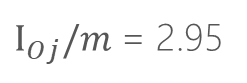 I_{Oj}/m = 2.95